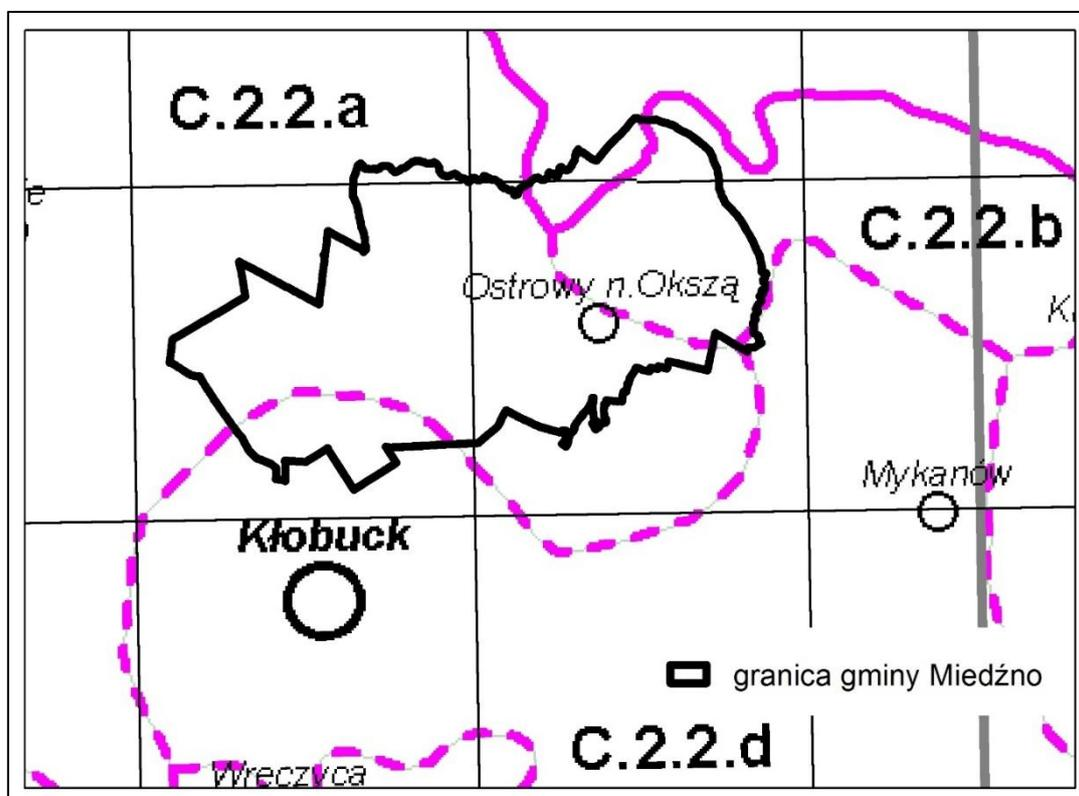 C.2.2.a
e
C.2.2.b
Ostrowy n.Okszą
Mykanów
Kłobuck
granica gminy Miedźno
C.2.2.d
Wręczyca